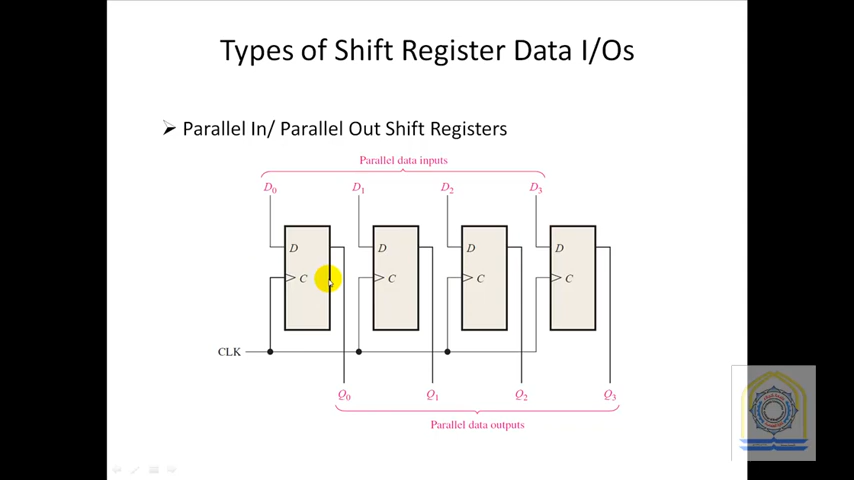 Types of Shift Register Data I/Os
➢ Parallel In/ Parallel Out Shift Registers
Parallel data inputs
D0 D1 D2 D3
D D D D
C C C C
CLK
Q0 Q1 Q2 Q3
Parallel data outputs